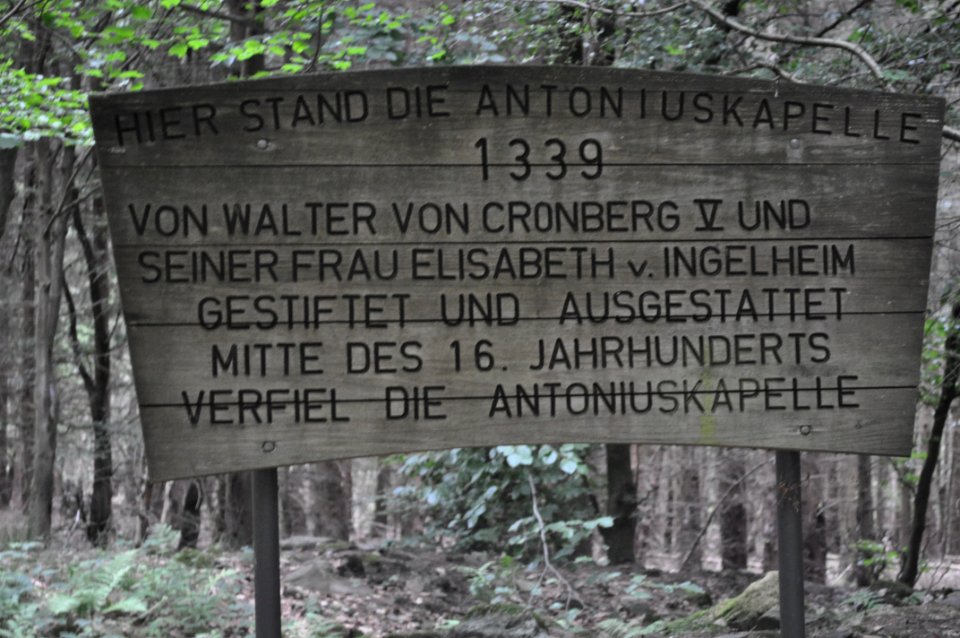 HIER STAND DIE ANTONIUSKAPELLE
1339
VON WALTER VON CRONBERG V UND
SEINER FRAU ELISABETH v. INGELHEIM
GESTIFTET UND AUSGESTATTET
MITTE DES 16. JAHRHUNDERTS
VERFIEL DIE ANTONIUSKAPELLE